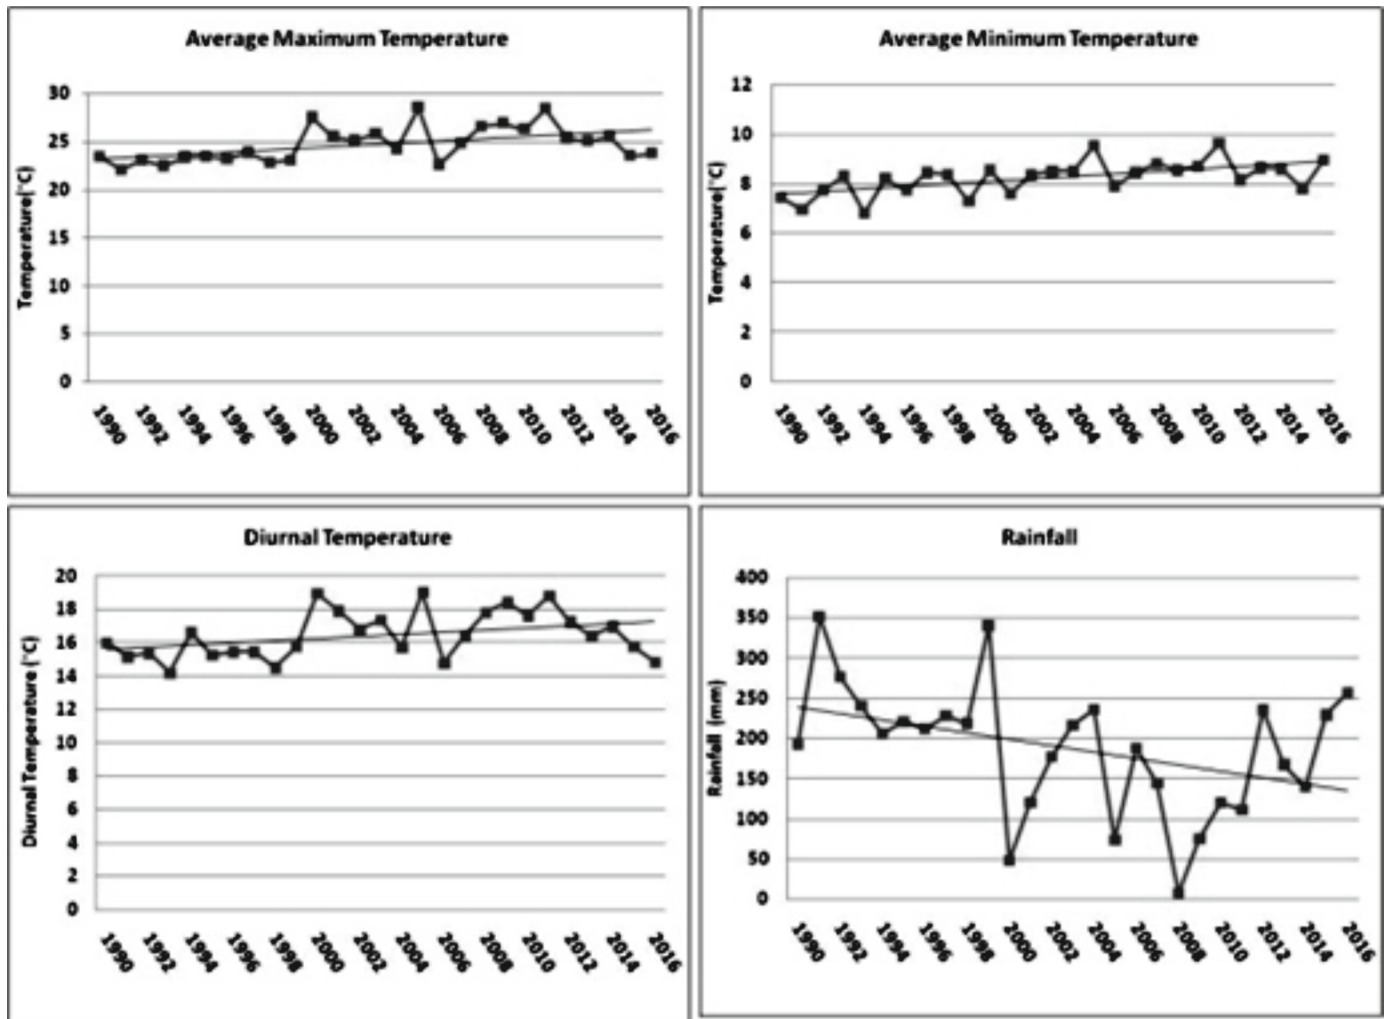 Average Maximum Temperature
Temperature(°C)
30
25
20
15
10
5
0
1990 1992 1994 1996 1998 2000 2002 2004 2006 2008 2010 2012 2014 2016
Average Minimum Temperature
Temperature(°C)
12
10
8
6
4
2
0
1990 1992 1994 1996 1998 2000 2002 2004 2006 2008 2010 2012 2014 2016
Diurnal Temperature
Diurnal Temperature (°C)
20
18
16
14
12
10
8
6
4
2
0
1990 1992 1994 1996 1998 2000 2002 2004 2006 2008 2010 2012 2014 2016
Rainfall
Rainfall (mm)
400
350
300
250
200
150
100
50
0
1990 1992 1994 1996 1998 2000 2002 2004 2006 2008 2010 2012 2014 2016